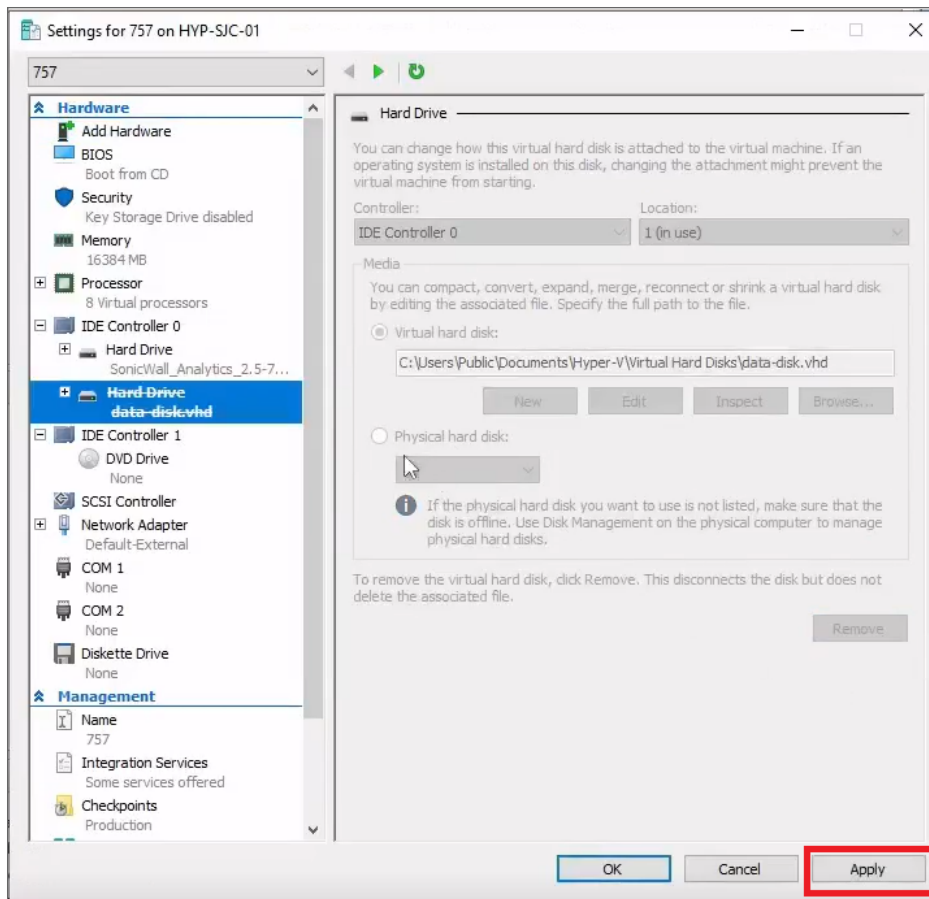 Settings for 757 on HYP-SJC-01
757
Hardware
Add Hardware
BIOS
Boot from CD
Security
Key Storage Drive disabled
Memory
16384 MB
Processor
8 Virtual processors
IDE Controller 0
Hard Drive
SonicWall_Analytics_2.5-7...
Hard Drive
data-disk.vhd
IDE Controller 1
DVD Drive
None
SCSI Controller
Network Adapter
Default-External
COM 1
None
COM 2
None
Diskette Drive
None
Management
Name
757
Integration Services
Some services offered
Checkpoints
Production
Hard Drive
You can change how this virtual hard disk is attached to the virtual machine. If an
operating system is installed on this disk, changing the attachment might prevent the
virtual machine from starting.
Controller:
Location:
IDE Controller 0
1 (in use)
Media
You can compact, convert, expand, merge, reconnect or shrink a virtual hard disk
by editing the associated file. Specify the full path to the file.
Virtual hard disk:
C:\Users\Public\Documents\Hyper-V\Virtual Hard Disks\data-disk.vhd
New
Edit
Inspect
Browse...
Physical hard disk:
If the physical hard disk you want to use is not listed, make sure that the
disk is offline. Use Disk Management on the physical computer to manage
physical hard disks.
To remove the virtual hard disk, click Remove. This disconnects the disk but does not
delete the associated file.
Remove
OK
Cancel
Apply